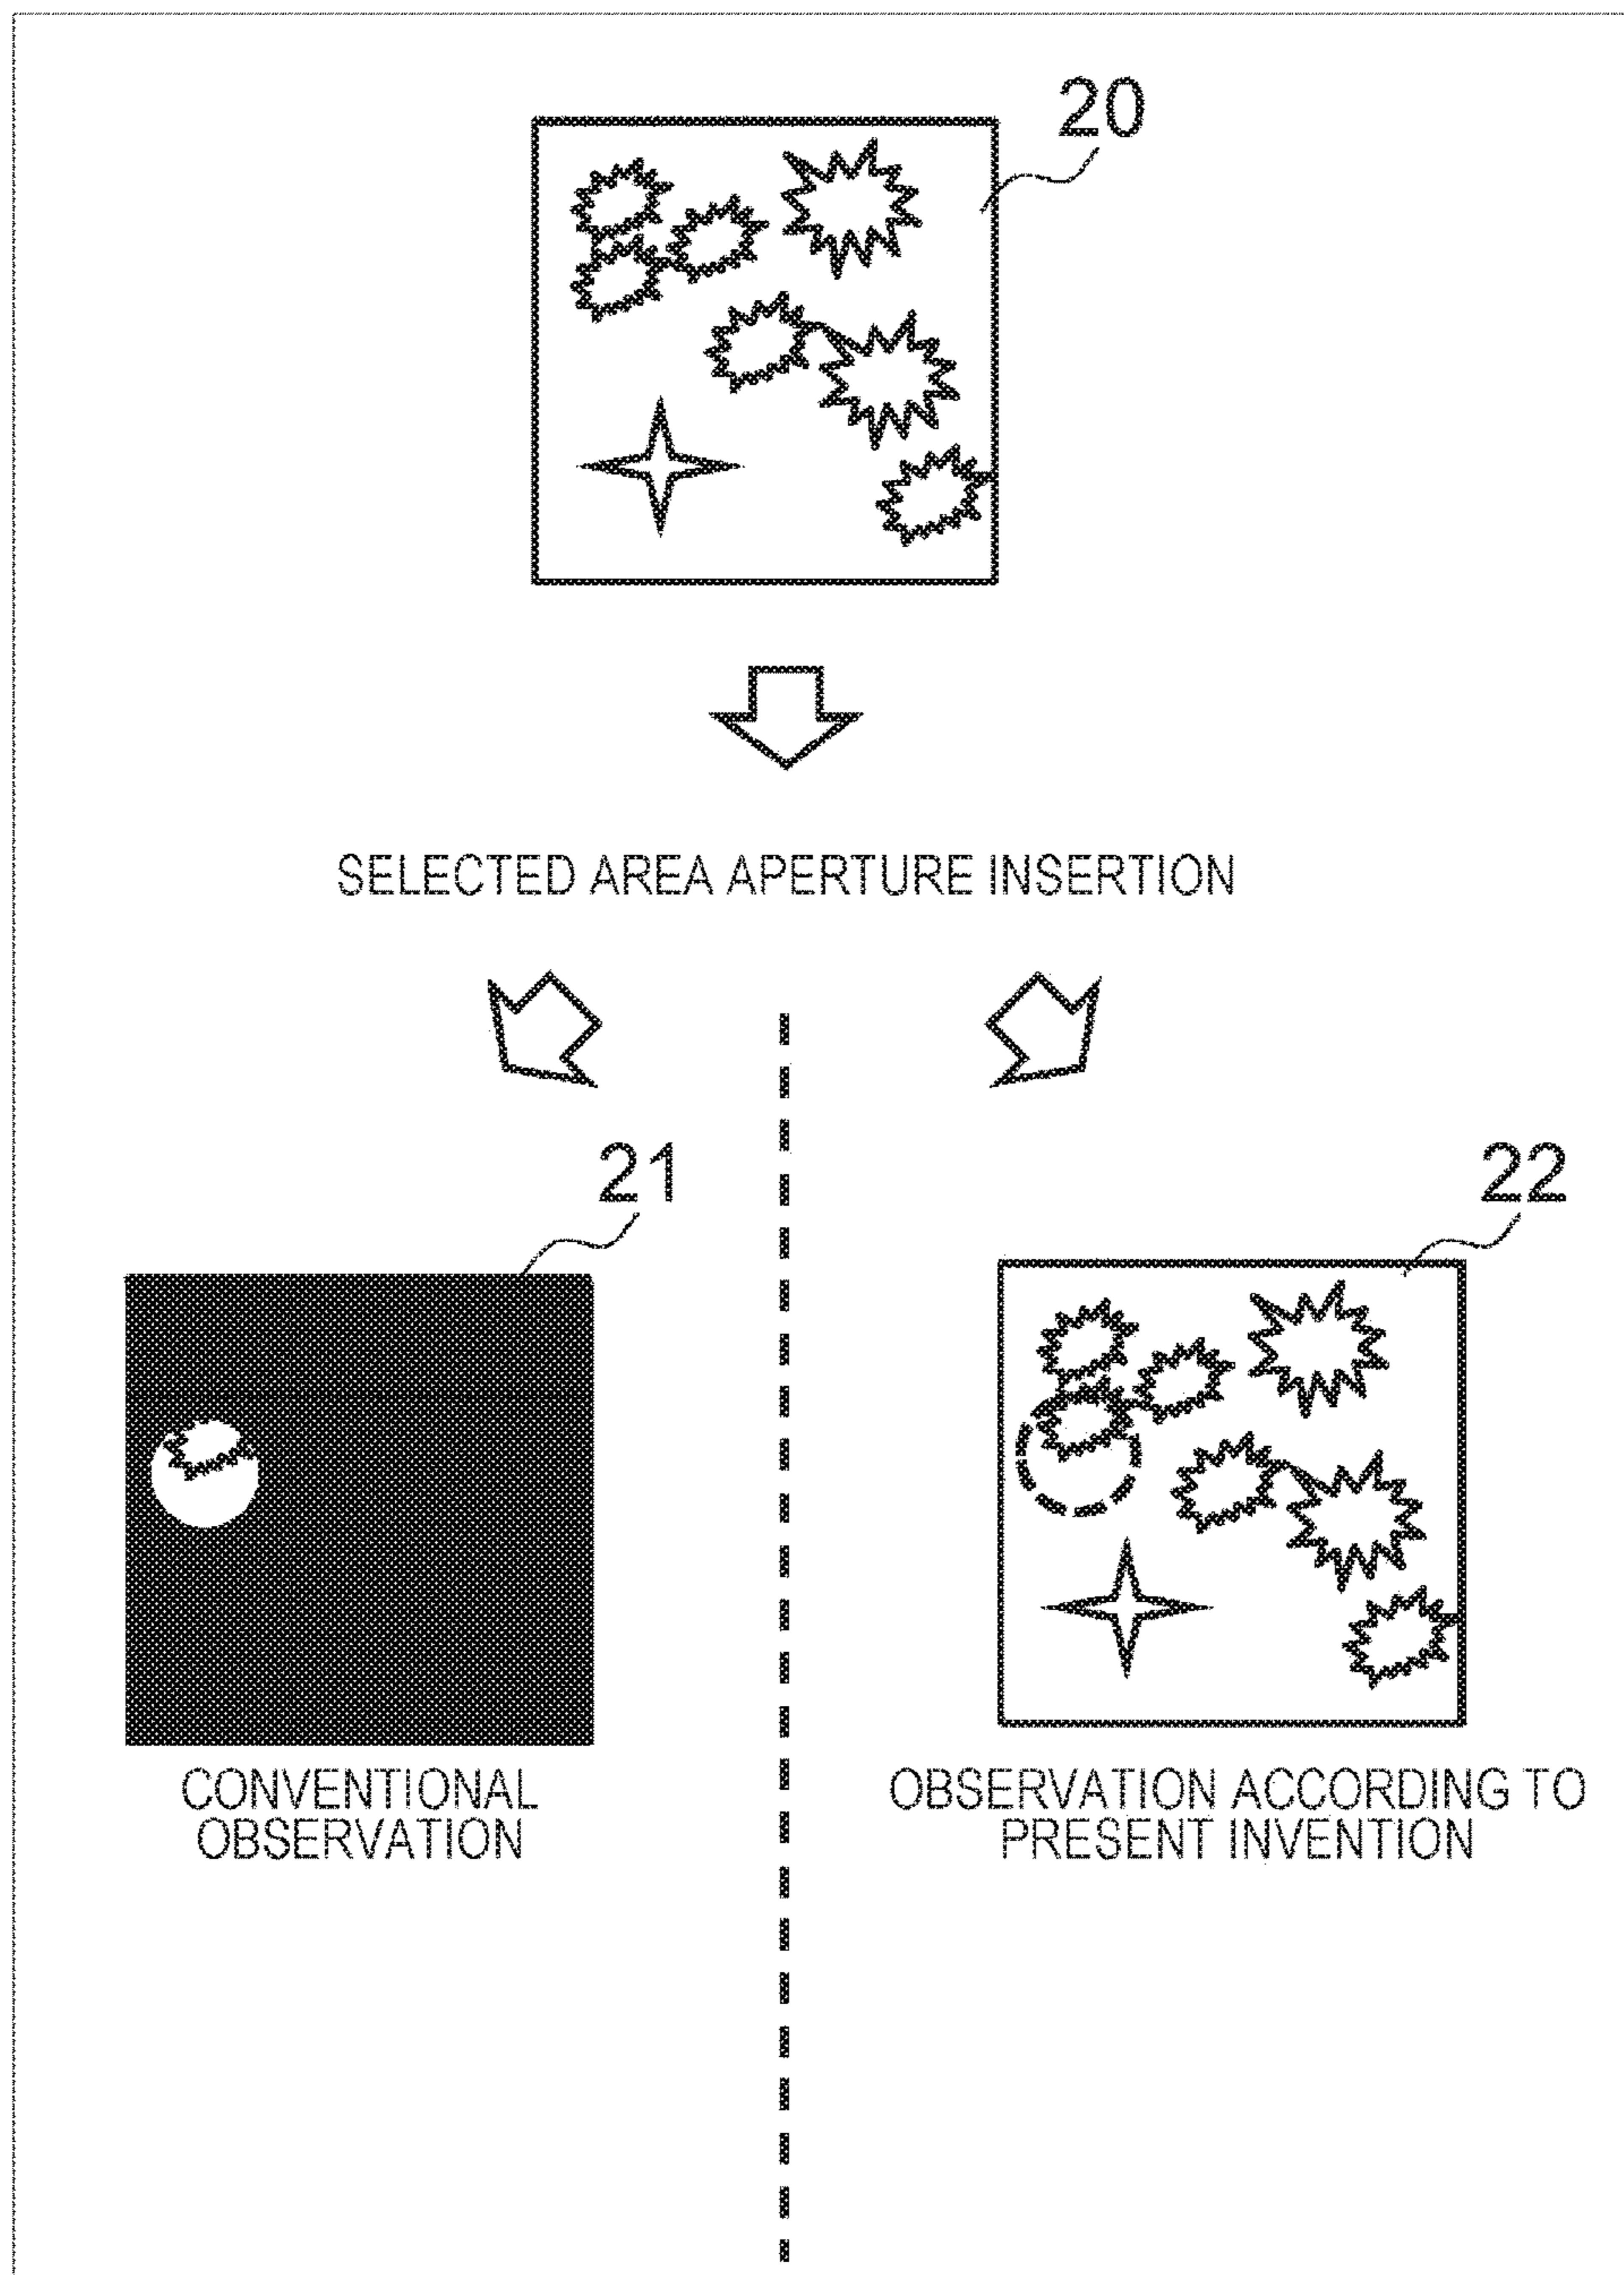 20
SELECTED AREA APERTURE INSERTION
21
22
CONVENTIONAL
OBSERVATION
OBSERVATION ACCORDING TO
PRESENT INVENTION